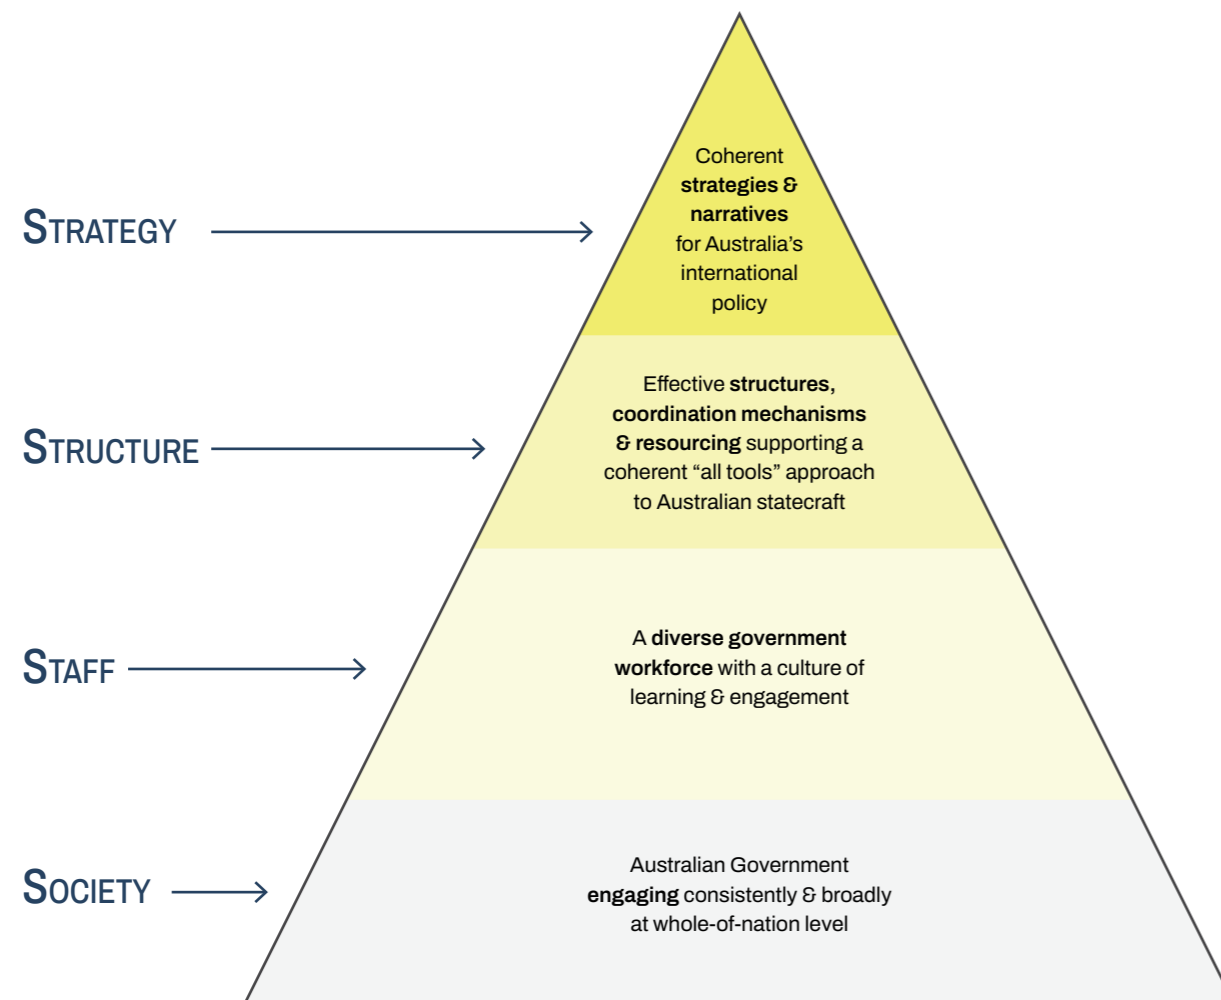 Coherent
strategies &
narratives
for Australia’s
international
policy
STRATEGY
Effective structures,
coordination mechanisms
& resourcing supporting a
coherent “all tools” approach
to Australian statecraft
STRUCTURE
A diverse government
workforce with a culture of
learning & engagement
STAFF
Australian Government
engaging consistently & broadly
at whole-of-nation level
SOCIETY